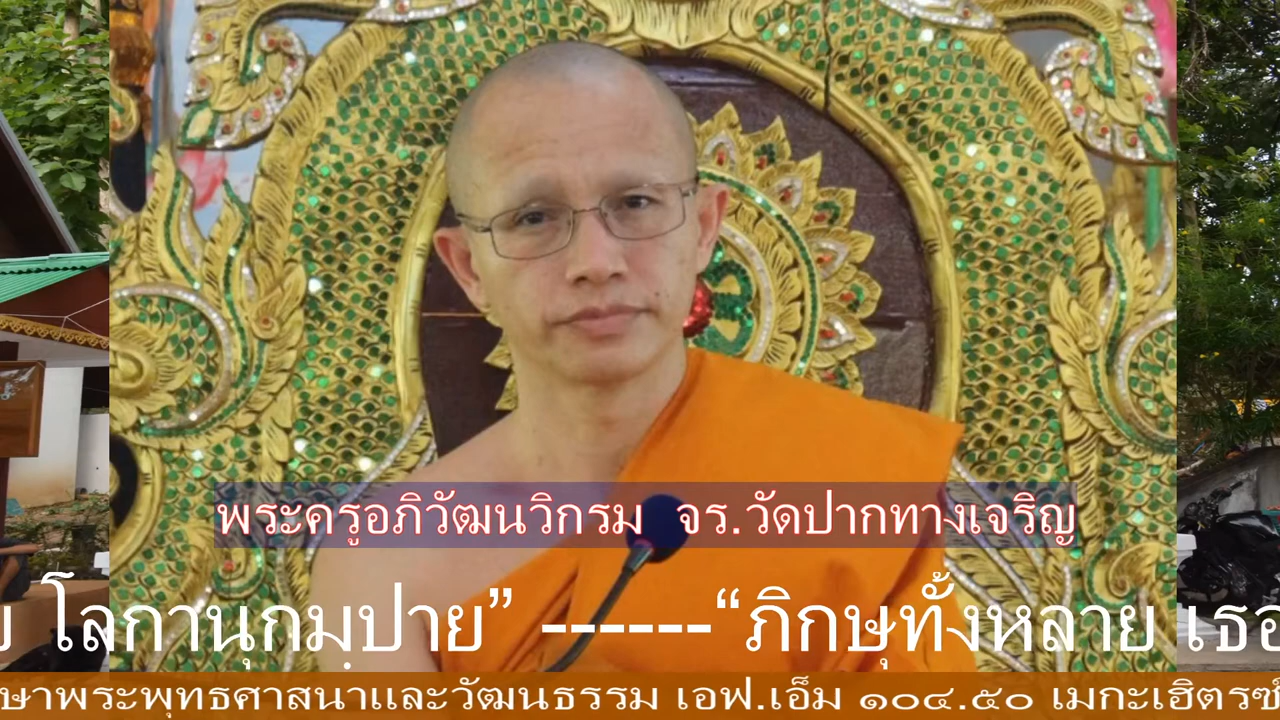 พระครูอภิวัฒนวิกรม จร.วัดปากทางเจริญ
โลกานุกมฺปาย” ------“ภิกษุทั้งหลาย เธอ
ษาพระพุทธศาสนาและวัฒนธรรม เอฟ.เอ็ม ๑๐๔.๕๐ เมกะเฮิตรซ์